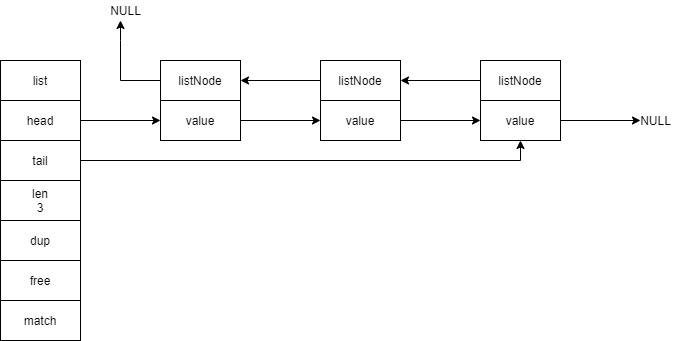 NULL
list
listNode
listNode
listNode
head
value
value
value
NULL
tail
len
3
dup
free
match